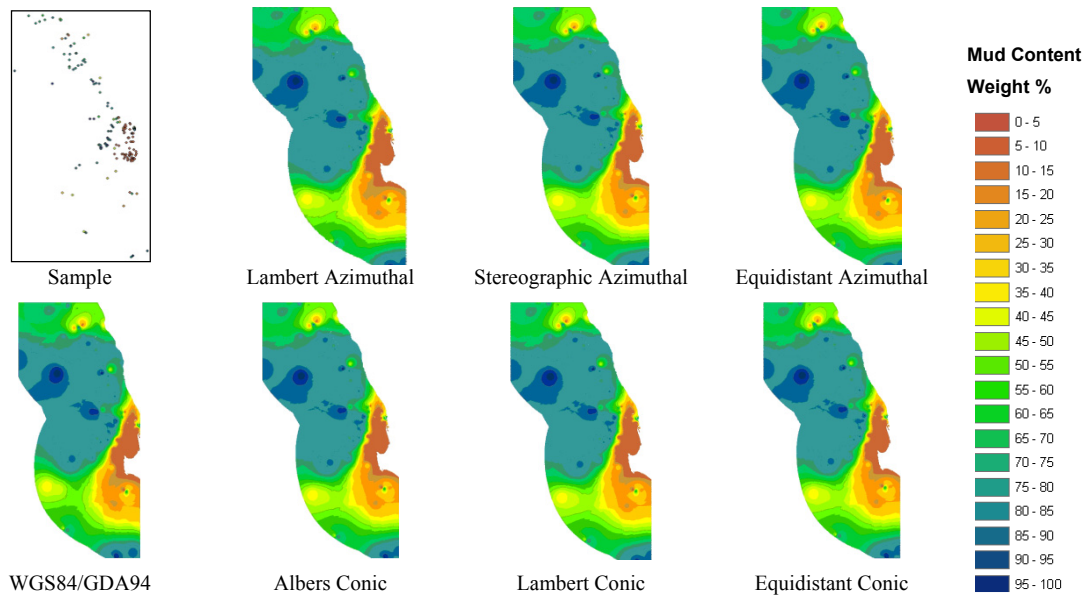 Sample
Lambert Azimuthal
Stereographic Azimuthal
Equidistant Azimuthal
WGS84/GDA94
Albers Conic
Lambert Conic
Equidistant Conic
Mud Content
Weight %
0 - 5
5 - 10
10 - 15
15 - 20
20 - 25
25 - 30
30 - 35
35 - 40
40 - 50
45 - 50
50 - 55
55 - 60
60 - 65
65 - 70
70 - 75
75 - 80
80 - 85
85 - 90
90 - 95
95 - 100